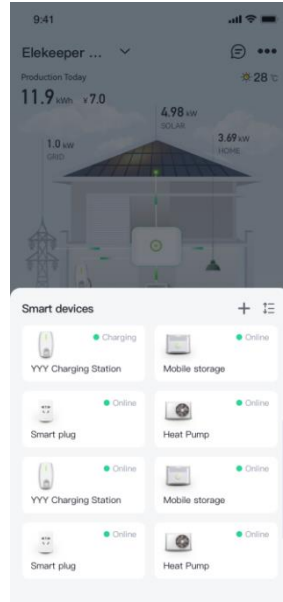 9:41
Elekeeper ...
Production Today
28 °C
11.9 kWh x 7.0
4.98 kW
SOLAR
1.0 kW
GRID
3.69 kW
HOME
Smart devices
Charging
YYY Charging Station
Online
Mobile storage
Online
Smart plug
Online
Heat Pump
Online
YYY Charging Station
Online
Mobile storage
Online
Smart plug
Online
Heat Pump